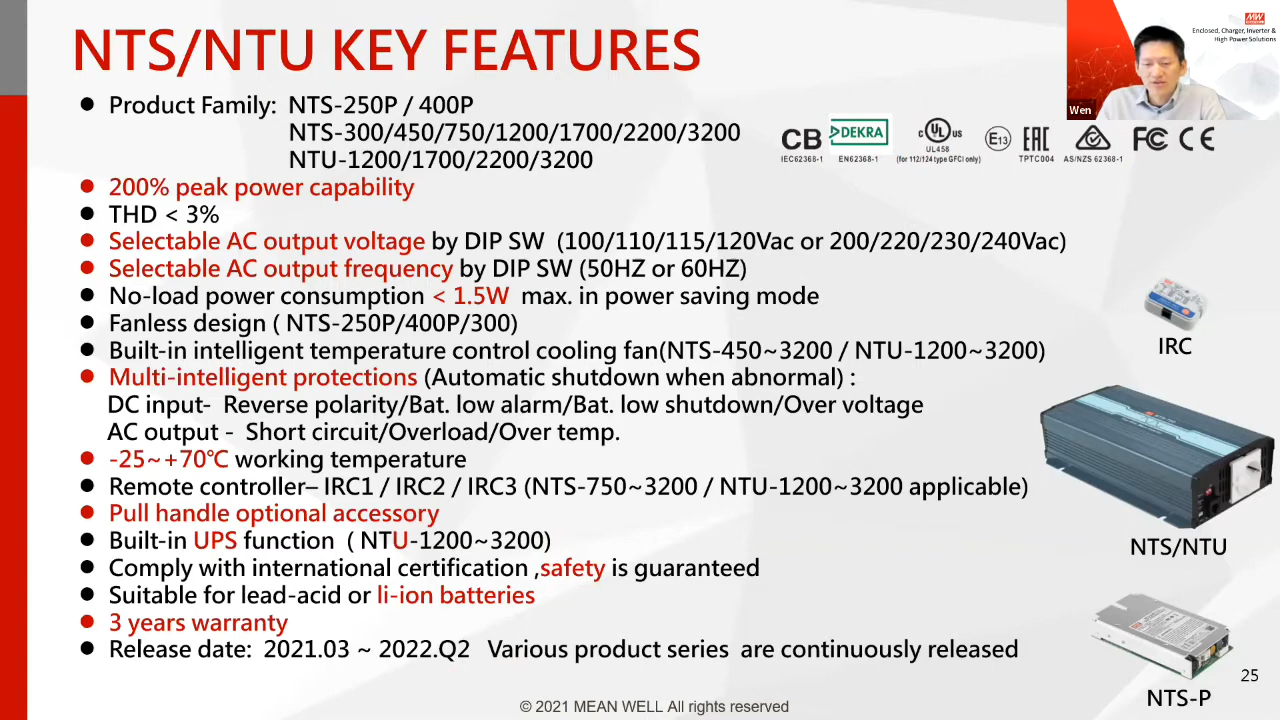 NTS/NTU KEY FEATURES
MW
Enclosed, Charger, Inverter &
High Power Solutions
Wen
● Product Family: NTS-250P / 400P
NTS-300/450/750/1200/1700/2200/3200
NTU-1200/1700/2200/3200
CB DEKRA c UL us E13 EAC FC CE
IEC62368-1 EN62368-1 UL458 (for 112/124 type GFCI only) TPTC004 AS/NZS 62368-1
● 200% peak power capability
● THD < 3%
● Selectable AC output voltage by DIP SW (100/110/115/120Vac or 200/220/230/240Vac)
● Selectable AC output frequency by DIP SW (50HZ or 60HZ)
● No-load power consumption < 1.5W max. in power saving mode
● Fanless design ( NTS-250P/400P/300)
● Built-in intelligent temperature control cooling fan(NTS-450~3200 / NTU-1200~3200)
● Multi-intelligent protections (Automatic shutdown when abnormal) :
DC input- Reverse polarity/Bat. low alarm/Bat. low shutdown/Over voltage
AC output - Short circuit/Overload/Over temp.
● -25~+70℃ working temperature
● Remote controller– IRC1 / IRC2 / IRC3 (NTS-750~3200 / NTU-1200~3200 applicable)
● Pull handle optional accessory
● Built-in UPS function ( NTU-1200~3200)
● Comply with international certification ,safety is guaranteed
● Suitable for lead-acid or li-ion batteries
● 3 years warranty
● Release date: 2021.03 ~ 2022.Q2 Various product series are continuously released
IRC
NTS/NTU
NTS-P
25
© 2021 MEAN WELL All rights reserved